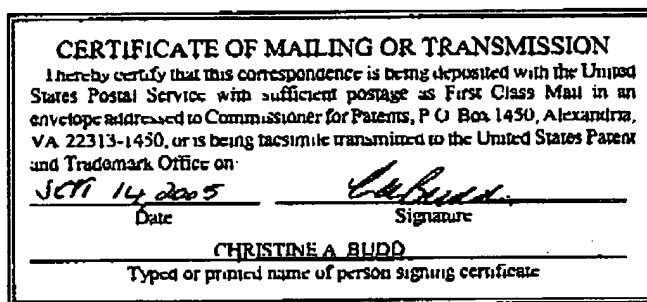 CERTIFICATE OF MAILING OR TRANSMISSION
I hereby certify that this correspondence is being deposited with the United
States Postal Service with sufficient postage as First Class Mail in an
envelope addressed to Commissioner for Patents, P O Box 1450, Alexandria,
VA 22313-1450, or is being facsimile transmitted to the United States Patent
and Trademark Office on
SEPT 14, 2005 CABudd
Date Signature
CHRISTINE A BUDD
Typed or printed name of person signing certificate